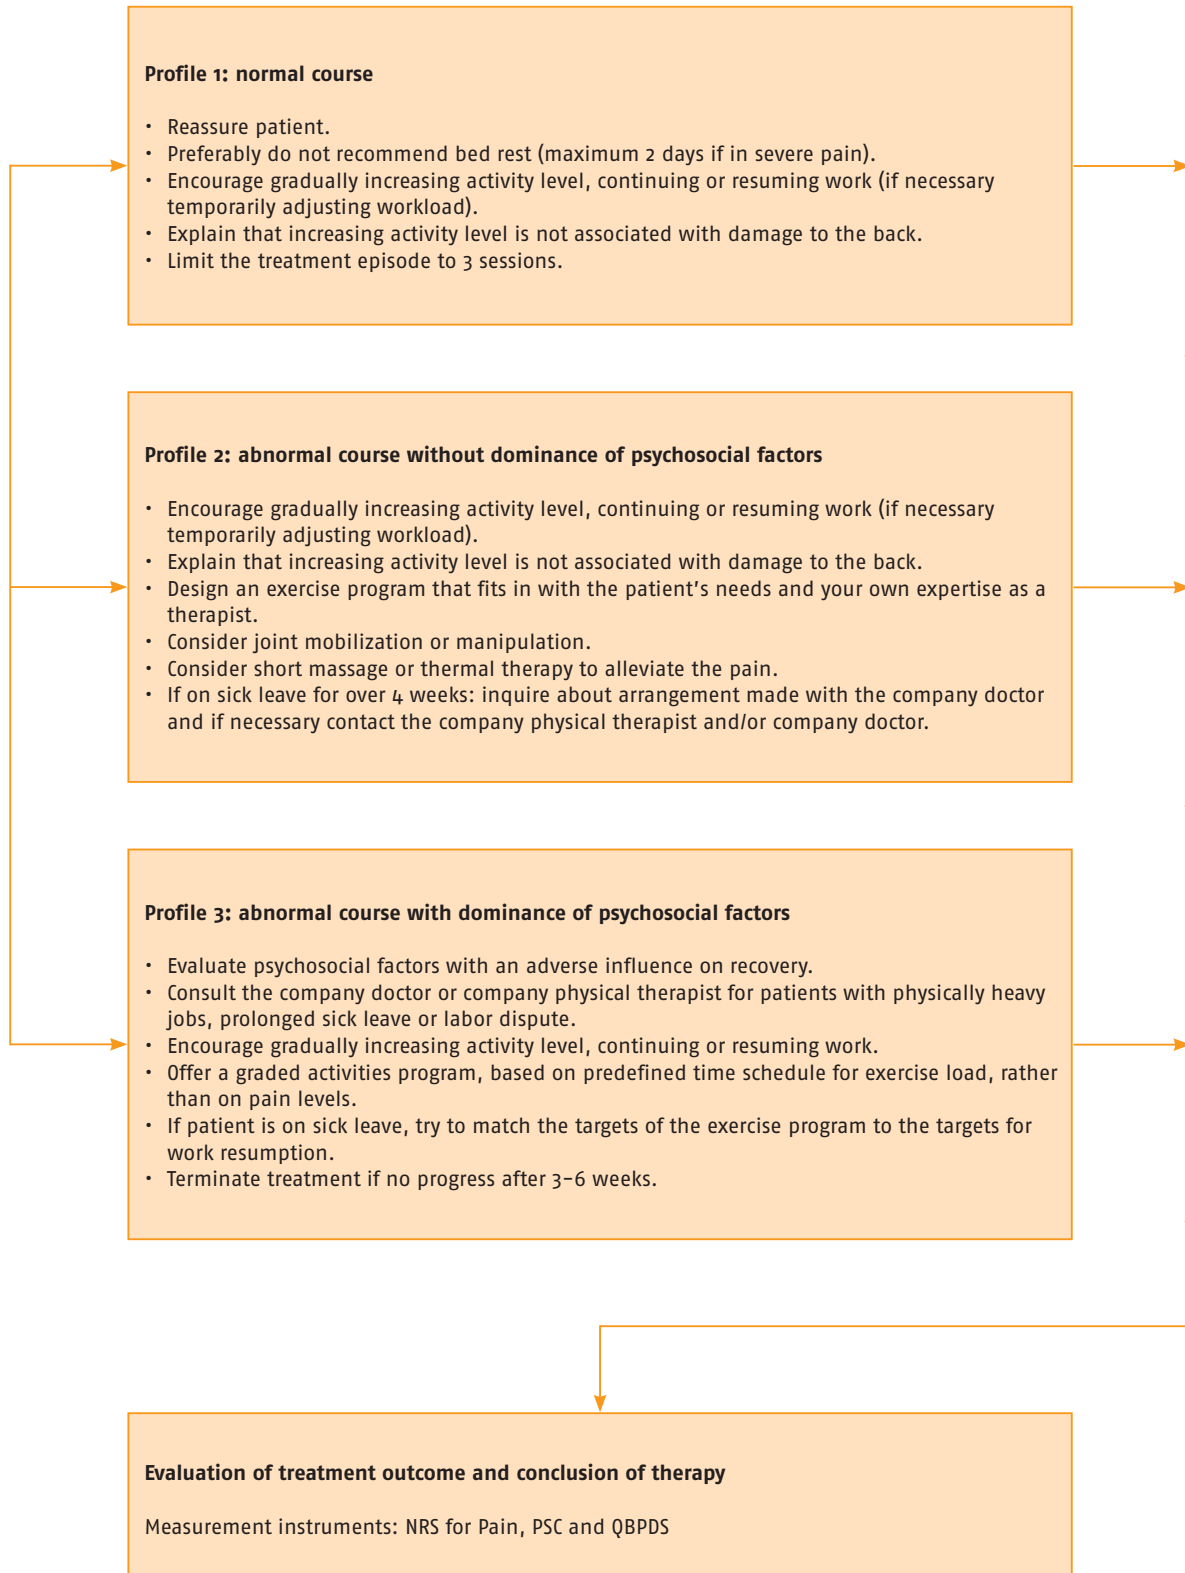 Profile 1: normal course
• Reassure patient.
• Preferably do not recommend bed rest (maximum 2 days if in severe pain).
• Encourage gradually increasing activity level, continuing or resuming work (if necessary
temporarily adjusting workload).
• Explain that increasing activity level is not associated with damage to the back.
• Limit the treatment episode to 3 sessions.
Profile 2: abnormal course without dominance of psychosocial factors
• Encourage gradually increasing activity level, continuing or resuming work (if necessary
temporarily adjusting workload).
• Explain that increasing activity level is not associated with damage to the back.
• Design an exercise program that fits in with the patient's needs and your own expertise as a
therapist.
• Consider joint mobilization or manipulation.
• Consider short massage or thermal therapy to alleviate the pain.
• If on sick leave for over 4 weeks: inquire about arrangement made with the company doctor
and if necessary contact the company physical therapist and/or company doctor.
Profile 3: abnormal course with dominance of psychosocial factors
• Evaluate psychosocial factors with an adverse influence on recovery.
• Consult the company doctor or company physical therapist for patients with physically heavy
jobs, prolonged sick leave or labor dispute.
• Encourage gradually increasing activity level, continuing or resuming work.
• Offer a graded activities program, based on predefined time schedule for exercise load, rather
than on pain levels.
• If patient is on sick leave, try to match the targets of the exercise program to the targets for
work resumption.
• Terminate treatment if no progress after 3-6 weeks.
Evaluation of treatment outcome and conclusion of therapy
Measurement instruments: NRS for Pain, PSC and QBPDS